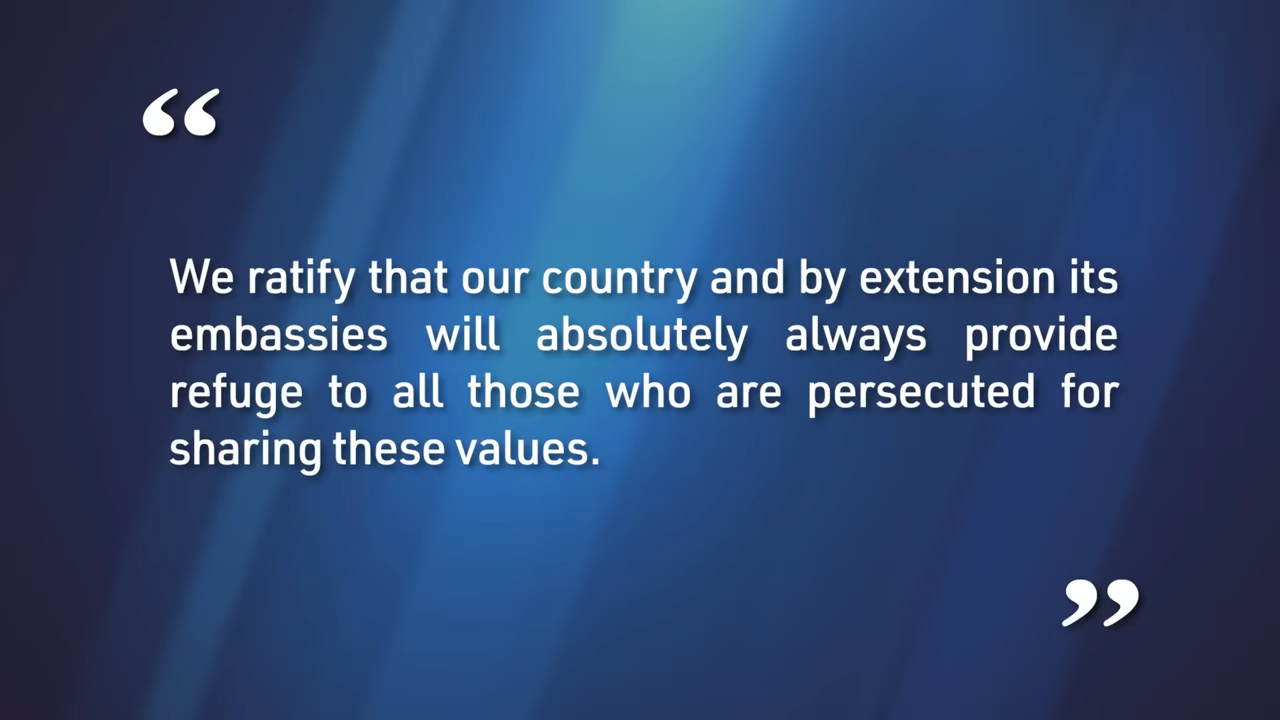 “
We ratify that our country and by extension its
embassies will absolutely always provide
refuge to all those who are persecuted for
sharing these values.
”